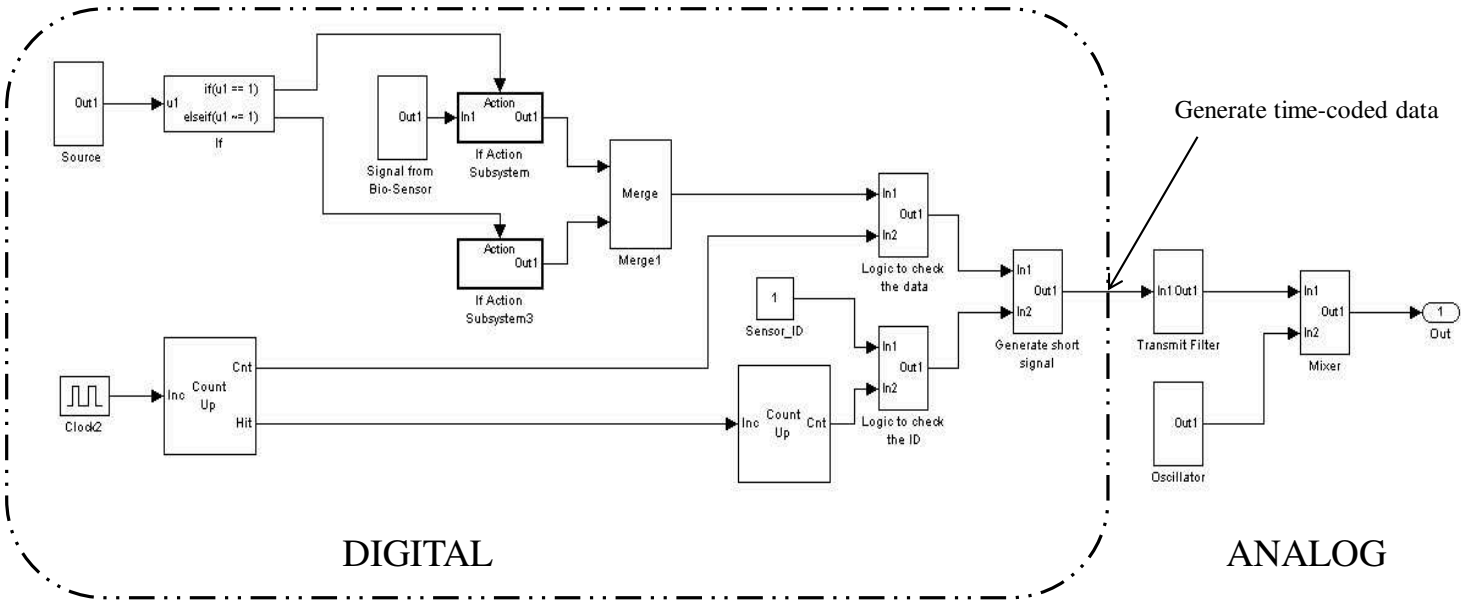 Out1
Source
u1
if(u1 == 1)
elseif(u1 ~= 1)
If
Out1
Signal from
Bio-Sensor
Action
In1
Out1
If Action
Subsystem
Action
Out1
If Action
Subsystem3
Merge
Merge1
In1
In2
Out1
Logic to check
the data
1
Sensor_ID
In1
In2
Out1
Logic to check
the ID
Clock2
Inc
Count
Up
Cnt
Hit
Inc
Count
Up
Cnt
In1
In2
Out1
Generate short
signal
Generate time-coded data
In1
Out1
Transmit Filter
Out1
Oscillator
In1
In2
Out1
Mixer
1
Out
DIGITAL
ANALOG